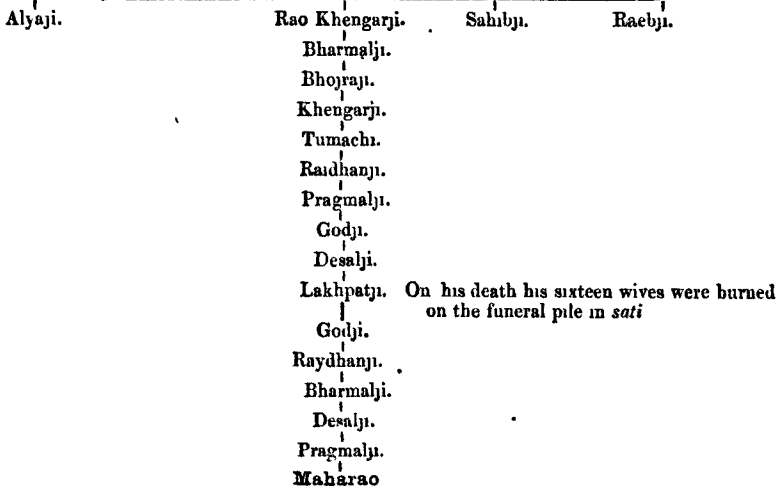 Alyaji. Rao Khengarji. Sahibji. Raebji.
Bharmalji.
Bhojraji.
Khengarji.
Tumachi.
Raidhanji.
Pragmalji.
Godji.
Desalji.
Lakhpatji. On his death his sixteen wives were burned
on the funeral pile in sati
Godji.
Raydhanji.
Bharmalji.
Desalji.
Pragmalji.
Maharao